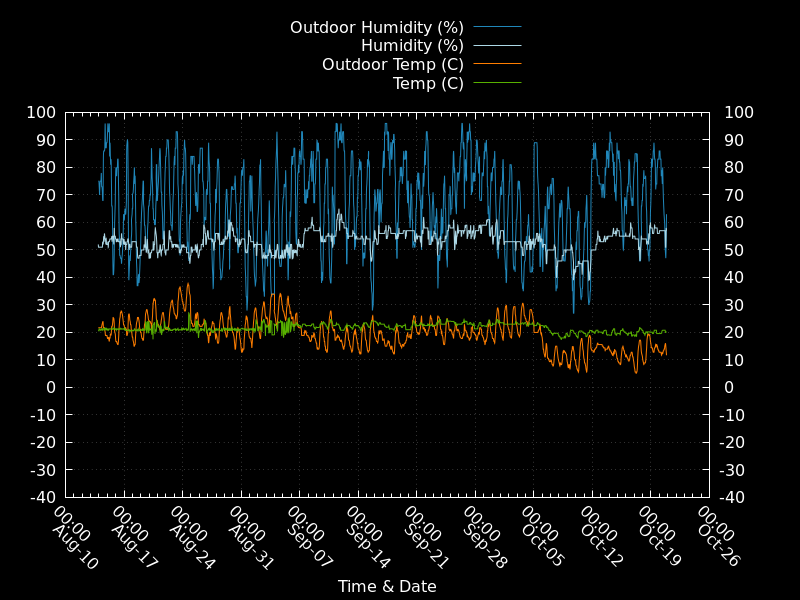 Outdoor Humidity (%)
Humidity (%)
Outdoor Temp (C)
Temp (C)
100 100
90 90
80 80
70 70
60 60
50 50
40 40
30 30
20 20
10 10
0 0
-10 -10
-20 -20
-30 -30
-40 -40
00:00 00:00 00:00 00:00 00:00 00:00 00:00 00:00 00:00 00:00 00:00 00:00
Aug-10 Aug-17 Aug-24 Aug-31 Sep-07 Sep-14 Sep-21 Sep-28 Oct-05 Oct-12 Oct-19 Oct-26
Time & Date